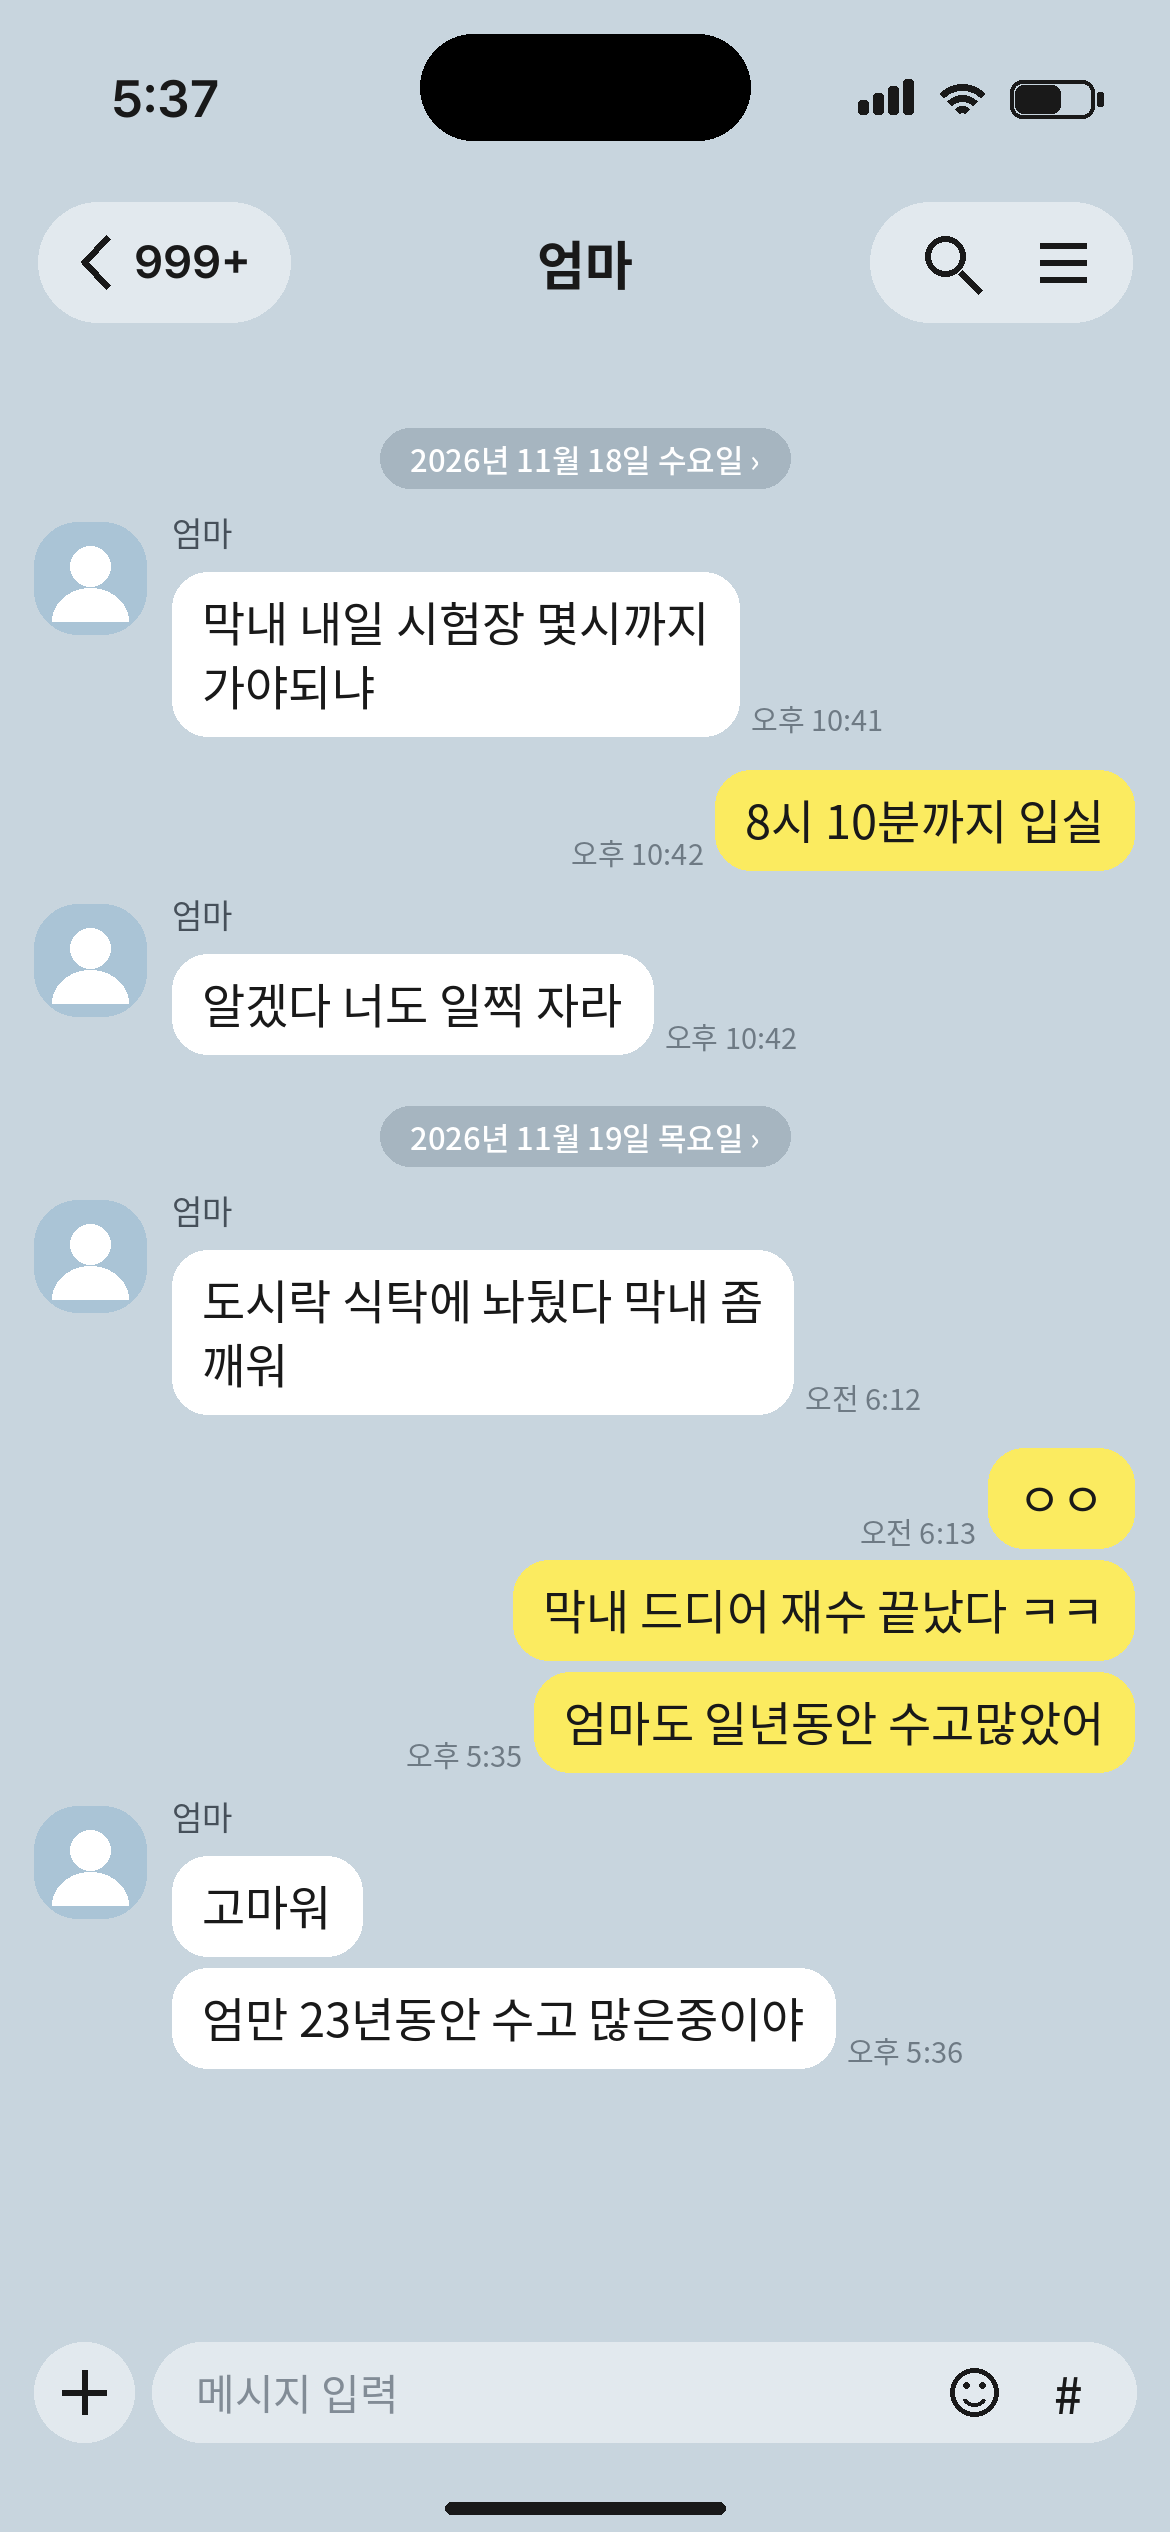 5:37
999+
엄마
2026년 11월 18일 수요일 ›
엄마
막내 내일 시험장 몇시까지
가야되냐
오후 10:41
8시 10분까지 입실
오후 10:42
엄마
알겠다 너도 일찍 자라
오후 10:42
2026년 11월 19일 목요일 ›
엄마
도시락 식탁에 놔뒀다 막내 좀
깨워
오전 6:12
ㅇㅇ
오전 6:13
막내 드디어 재수 끝났다 ㅋㅋ
엄마도 일년동안 수고많았어
오후 5:35
엄마
고마워
엄만 23년동안 수고 많은중이야
오후 5:36
메시지 입력
#